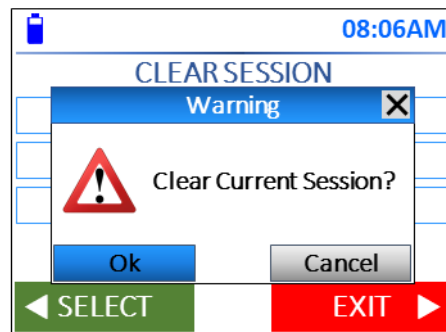 08:06AM
CLEAR SESSION
Warning
Clear Current Session?
Ok Cancel
SELECT EXIT